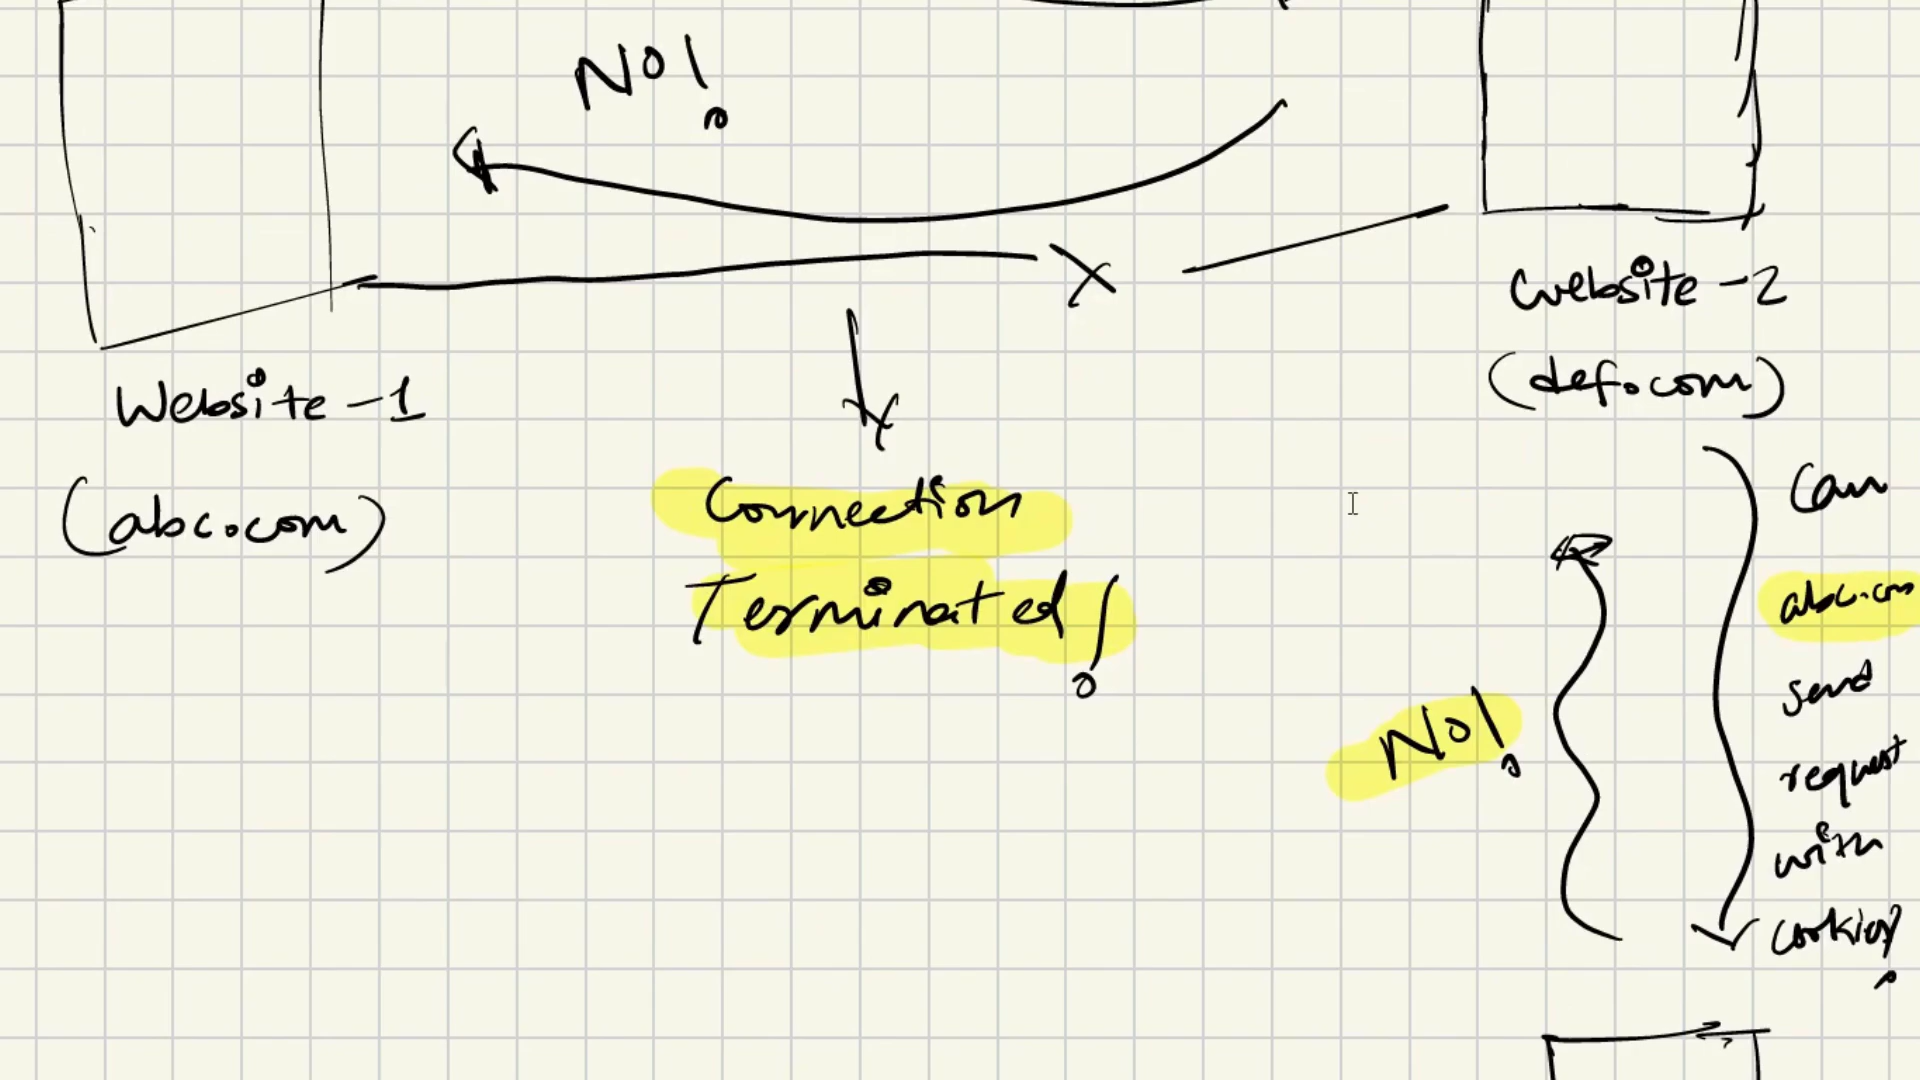 NO!
Website-2
(def.com)
Website-1
(abc.com)
Connection
Terminated!
NO!
Can
abc.com
send
request
with
cookies?